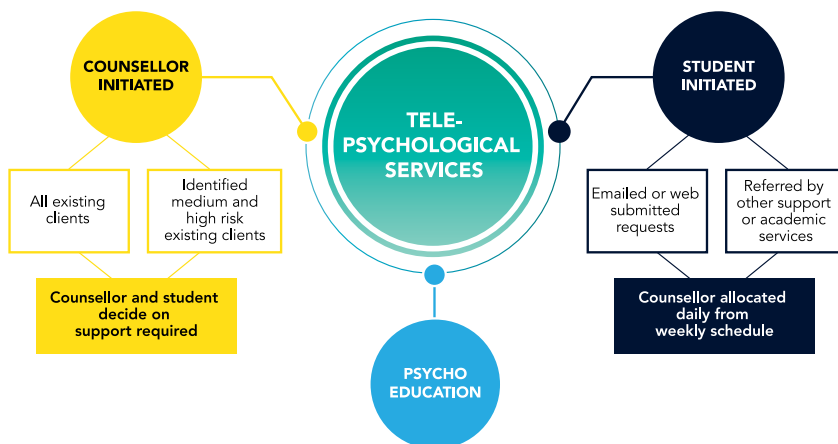 COUNSELLOR
INITIATED
TELE-
PSYCHOLOGICAL
SERVICES
STUDENT
INITIATED
All existing
clients
Identified
medium and
high risk
existing clients
Emailed or web
submitted
requests
Referred by
other support
or academic
services
Counsellor and student
decide on
support required
Counsellor allocated
daily from
weekly schedule
PSYCHO
EDUCATION